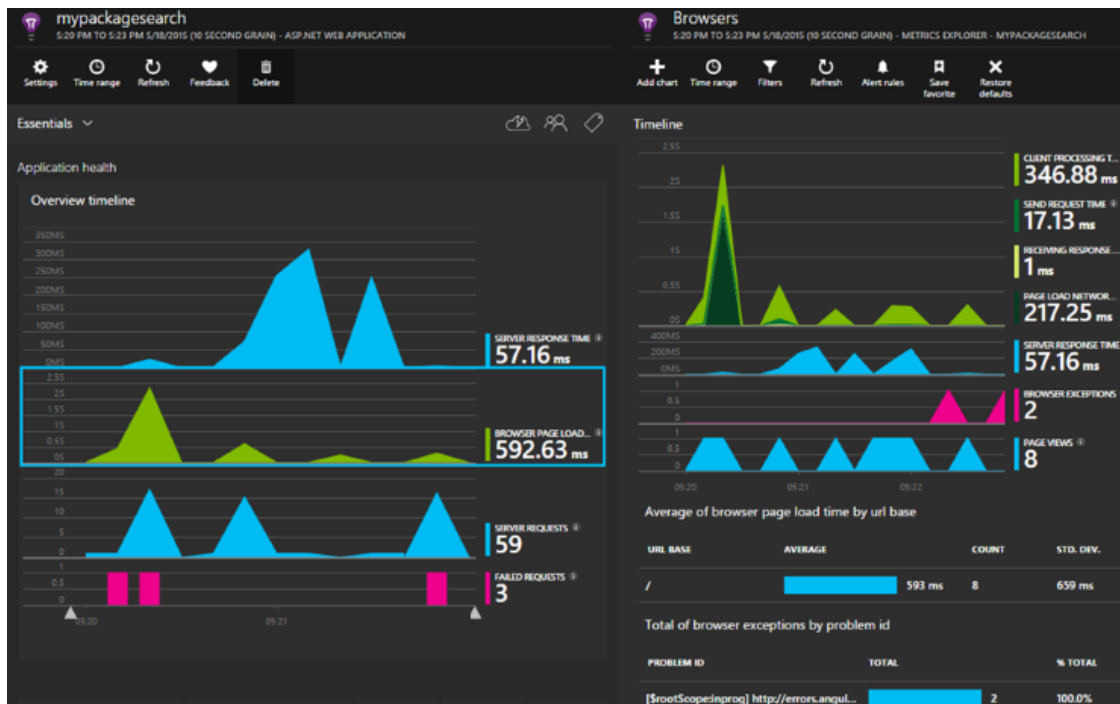 mypackagesearch
5:20 PM TO 5:23 PM 5/18/2015 (10 SECOND GRAIN) - ASP.NET WEB APPLICATION
Settings
Time range
Refresh
Feedback
Delete
Essentials
Application health
Overview timeline
350MS
300MS
250MS
200MS
150MS
100MS
50MS
0MS
SERVER RESPONSE TIME
57.16 ms
2.5S
2S
1.5S
1S
0.5S
0S
BROWSER PAGE LOAD...
592.63 ms
20
15
10
5
0
SERVER REQUESTS
59
1
0.5
0
FAILED REQUESTS
3
05:20
05:21
Browsers
5:20 PM TO 5:23 PM 5/18/2015 (10 SECOND GRAIN) - METRICS EXPLORER - MYPACKAGESEARCH
Add chart
Time range
Filters
Refresh
Alert rules
Save favorite
Restore defaults
Timeline
2.5S
2S
1.5S
1S
0.5S
0S
CLIENT PROCESSING T...
346.88 ms
SEND REQUEST TIME
17.13 ms
RECEIVING RESPONSE ...
1 ms
PAGE LOAD NETWOR...
217.25 ms
400MS
200MS
0MS
SERVER RESPONSE TIME
57.16 ms
1
0.5
0
BROWSER EXCEPTIONS
2
1
0.5
0
PAGE VIEWS
8
05:20
05:21
05:22
Average of browser page load time by url base
URL BASE AVERAGE COUNT STD. DEV.
/ 593 ms 8 659 ms
Total of browser exceptions by problem id
PROBLEM ID TOTAL % TOTAL
[$rootScope:inprog] http://errors.angul... 2 100.0%